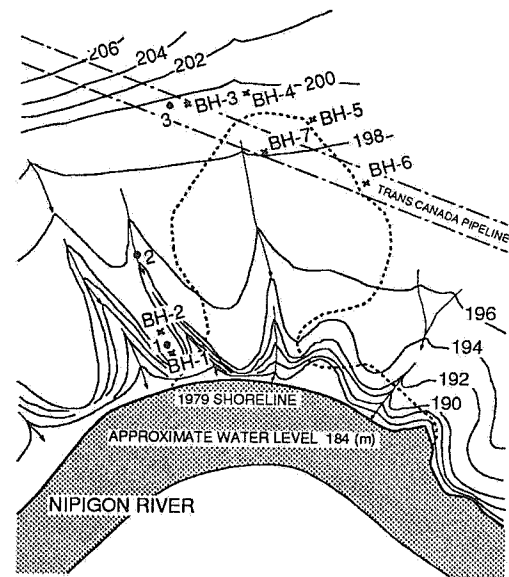 206
204
202
200
BH-3
BH-4
3
BH-5
BH-7
198
BH-6
TRANS CANADA PIPELINE
2
196
BH-2
1
BH-1
194
192
190
1979 SHORELINE
APPROXIMATE WATER LEVEL 184 (m)
NIPIGON RIVER